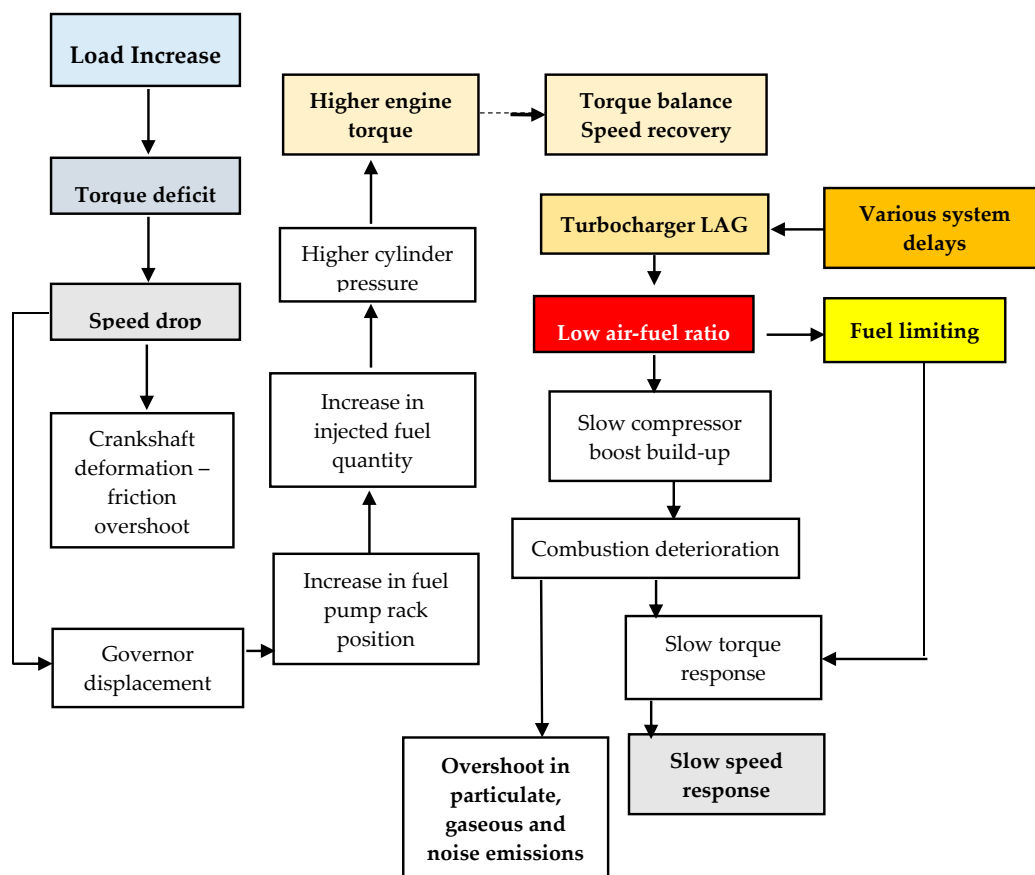 Load Increase
Torque deficit
Speed drop
Crankshaft
deformation –
friction
overshoot
Governor
displacement
Increase in fuel
pump rack
position
Increase in
injected fuel
quantity
Higher cylinder
pressure
Higher engine
torque
Torque balance
Speed recovery
Various system
delays
Turbocharger LAG
Low air-fuel ratio
Fuel limiting
Slow compressor
boost build-up
Combustion deterioration
Slow torque
response
Slow speed
response
Overshoot in
particulate,
gaseous and
noise emissions